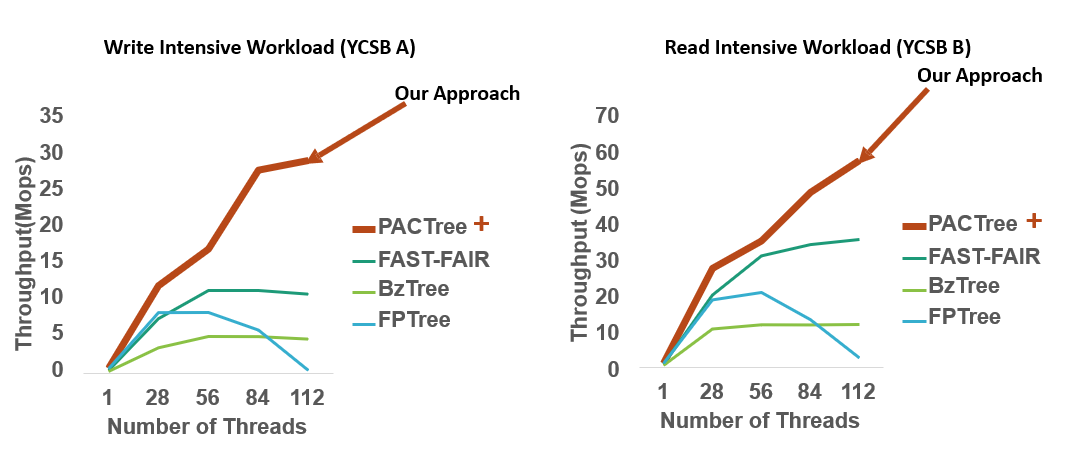 Write Intensive Workload (YCSB A)
Our Approach
Throughput(Mops)
35
30
25
20
15
10
5
0
1 28 56 84 112
Number of Threads
PACTree +
FAST-FAIR
BzTree
FPTree
Read Intensive Workload (YCSB B)
Our Approach
Throughput (Mops)
70
60
50
40
30
20
10
0
1 28 56 84 112
Number of Threads
PACTree +
FAST-FAIR
BzTree
FPTree